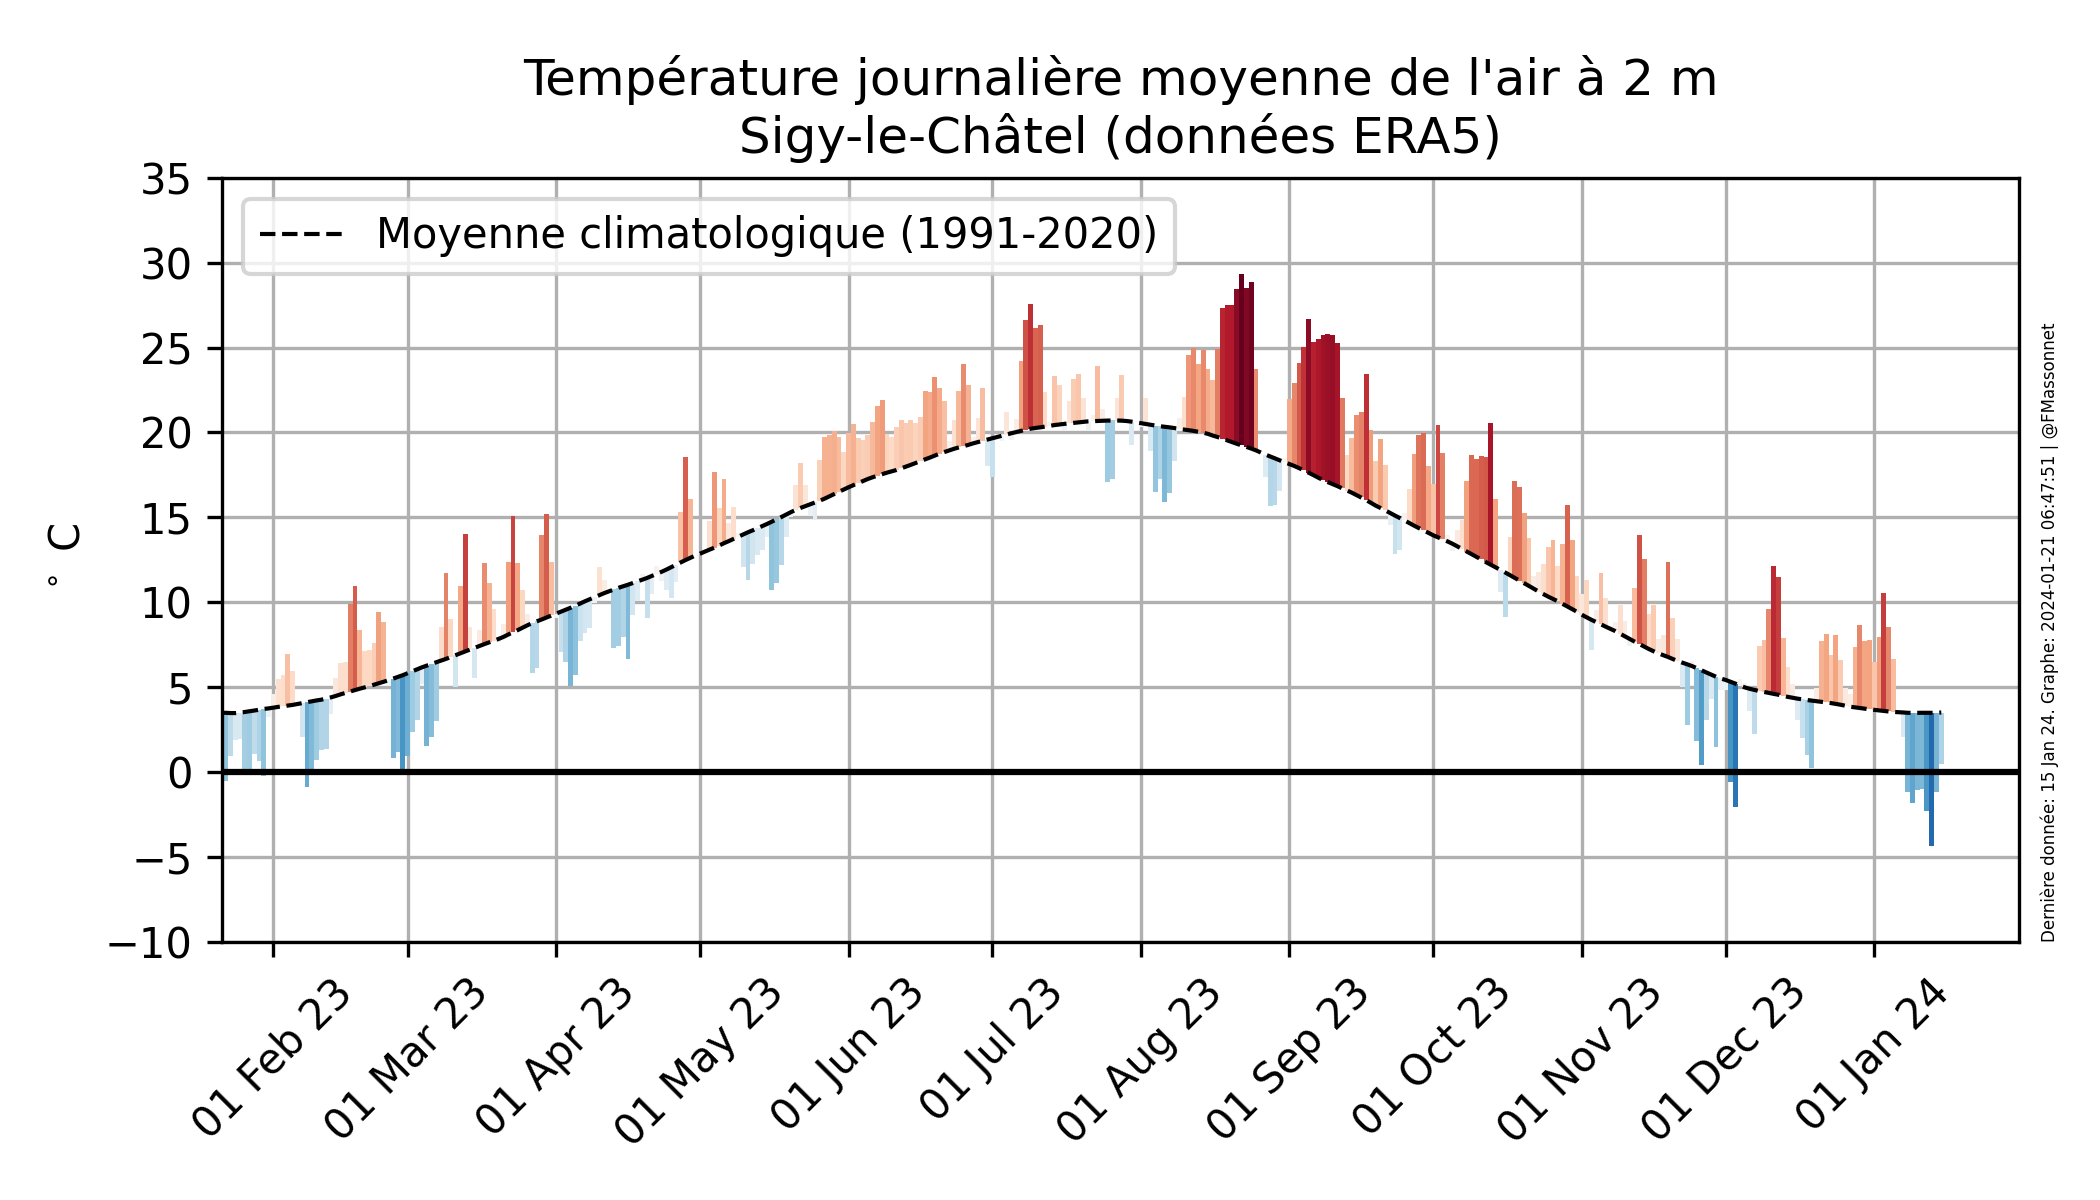 Température journalière moyenne de l'air à 2 m
Sigy-le-Châtel (données ERA5)
Moyenne climatologique (1991-2020)
° C
35
30
25
20
15
10
5
0
−5
−10
01 Feb 23
01 Mar 23
01 Apr 23
01 May 23
01 Jun 23
01 Jul 23
01 Aug 23
01 Sep 23
01 Oct 23
01 Nov 23
01 Dec 23
01 Jan 24
Dernière donnée: 15 Jan 24. Graphe: 2024-01-21 06:47:51 | @FMassonnet